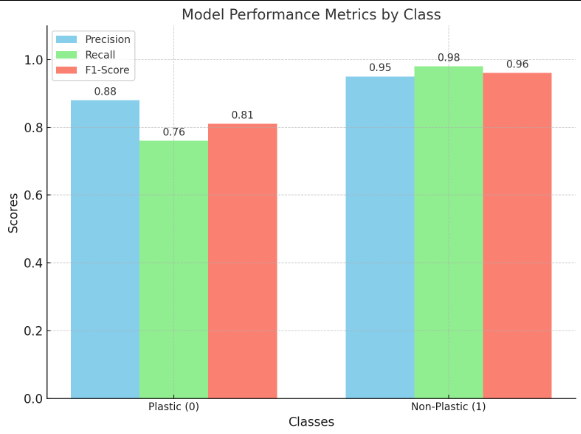 Model Performance Metrics by Class
Precision
Recall
F1-Score
1.0
0.8
0.6
0.4
0.2
0.0
Scores
0.88
0.76
0.81
0.95
0.98
0.96
Plastic (0)
Non-Plastic (1)
Classes